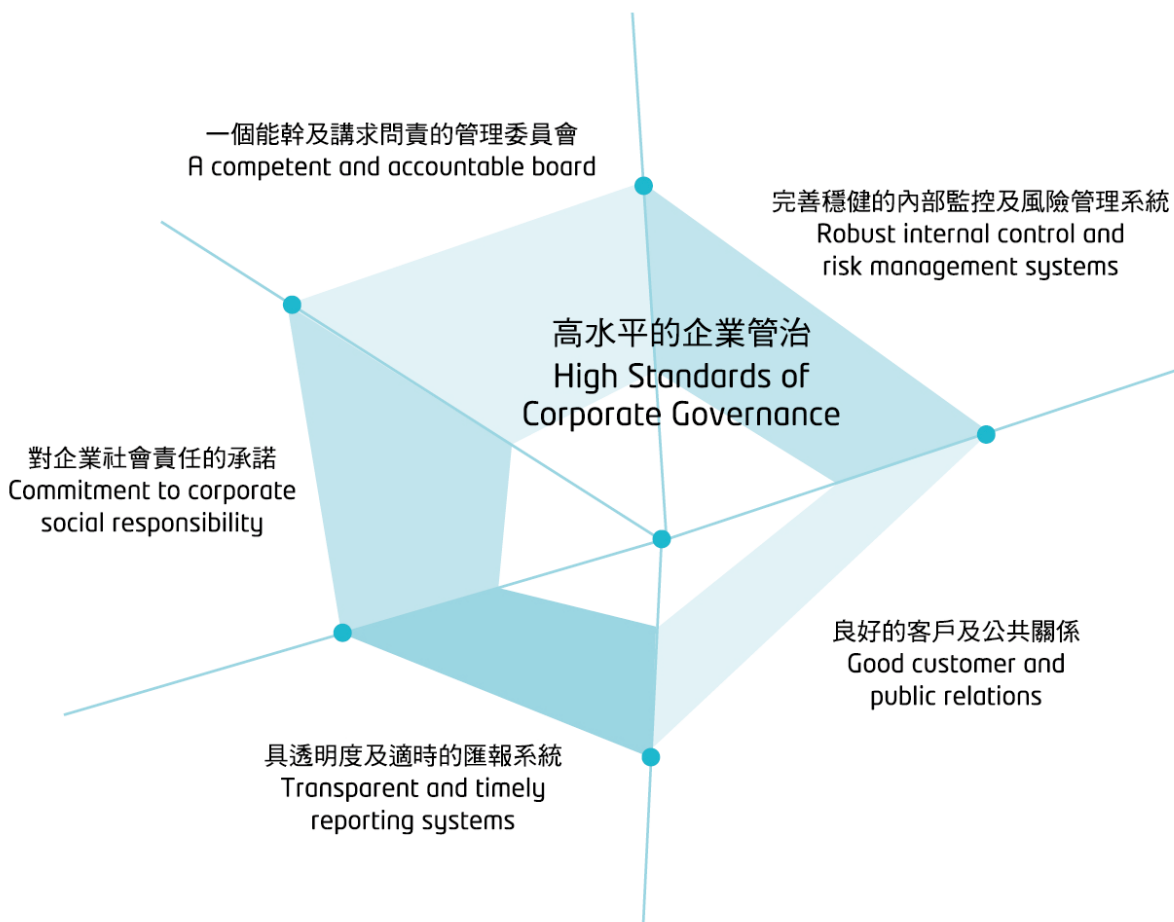 一個能幹及講求問責的管理委員會
A competent and accountable board
完善穩健的內部監控及風險管理系統
Robust internal control and
risk management systems
高水平的企業管治
High Standards of
Corporate Governance
對企業社會責任的承諾
Commitment to corporate
social responsibility
良好的客戶及公共關係
Good customer and
public relations
具透明度及適時的匯報系統
Transparent and timely
reporting systems